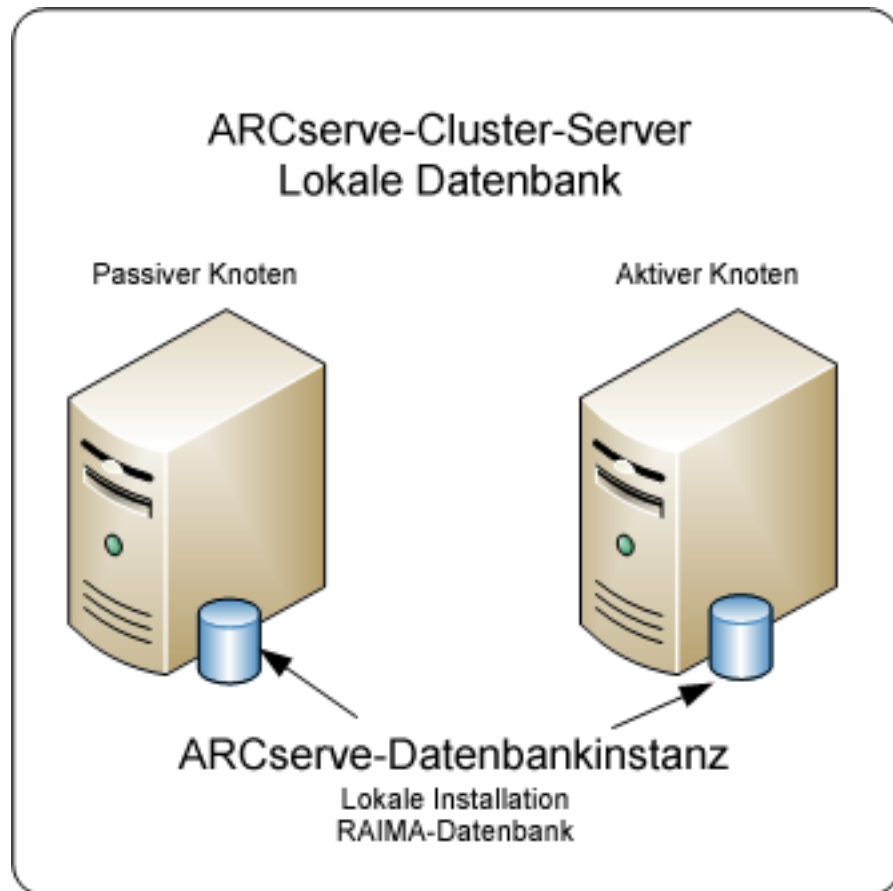 ARCserve-Cluster-Server
Lokale Datenbank
Passiver Knoten
Aktiver Knoten
ARCserve-Datenbankinstanz
Lokale Installation
RAIMA-Datenbank